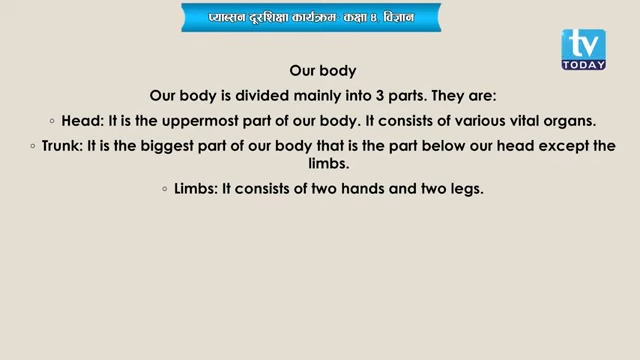 प्याब्सन दूरशिक्षा कार्यक्रम: कक्षा ४, विज्ञान
tv
TODAY
Our body
Our body is divided mainly into 3 parts. They are:
◦ Head: It is the uppermost part of our body. It consists of various vital organs.
◦ Trunk: It is the biggest part of our body that is the part below our head except the
limbs.
◦ Limbs: It consists of two hands and two legs.